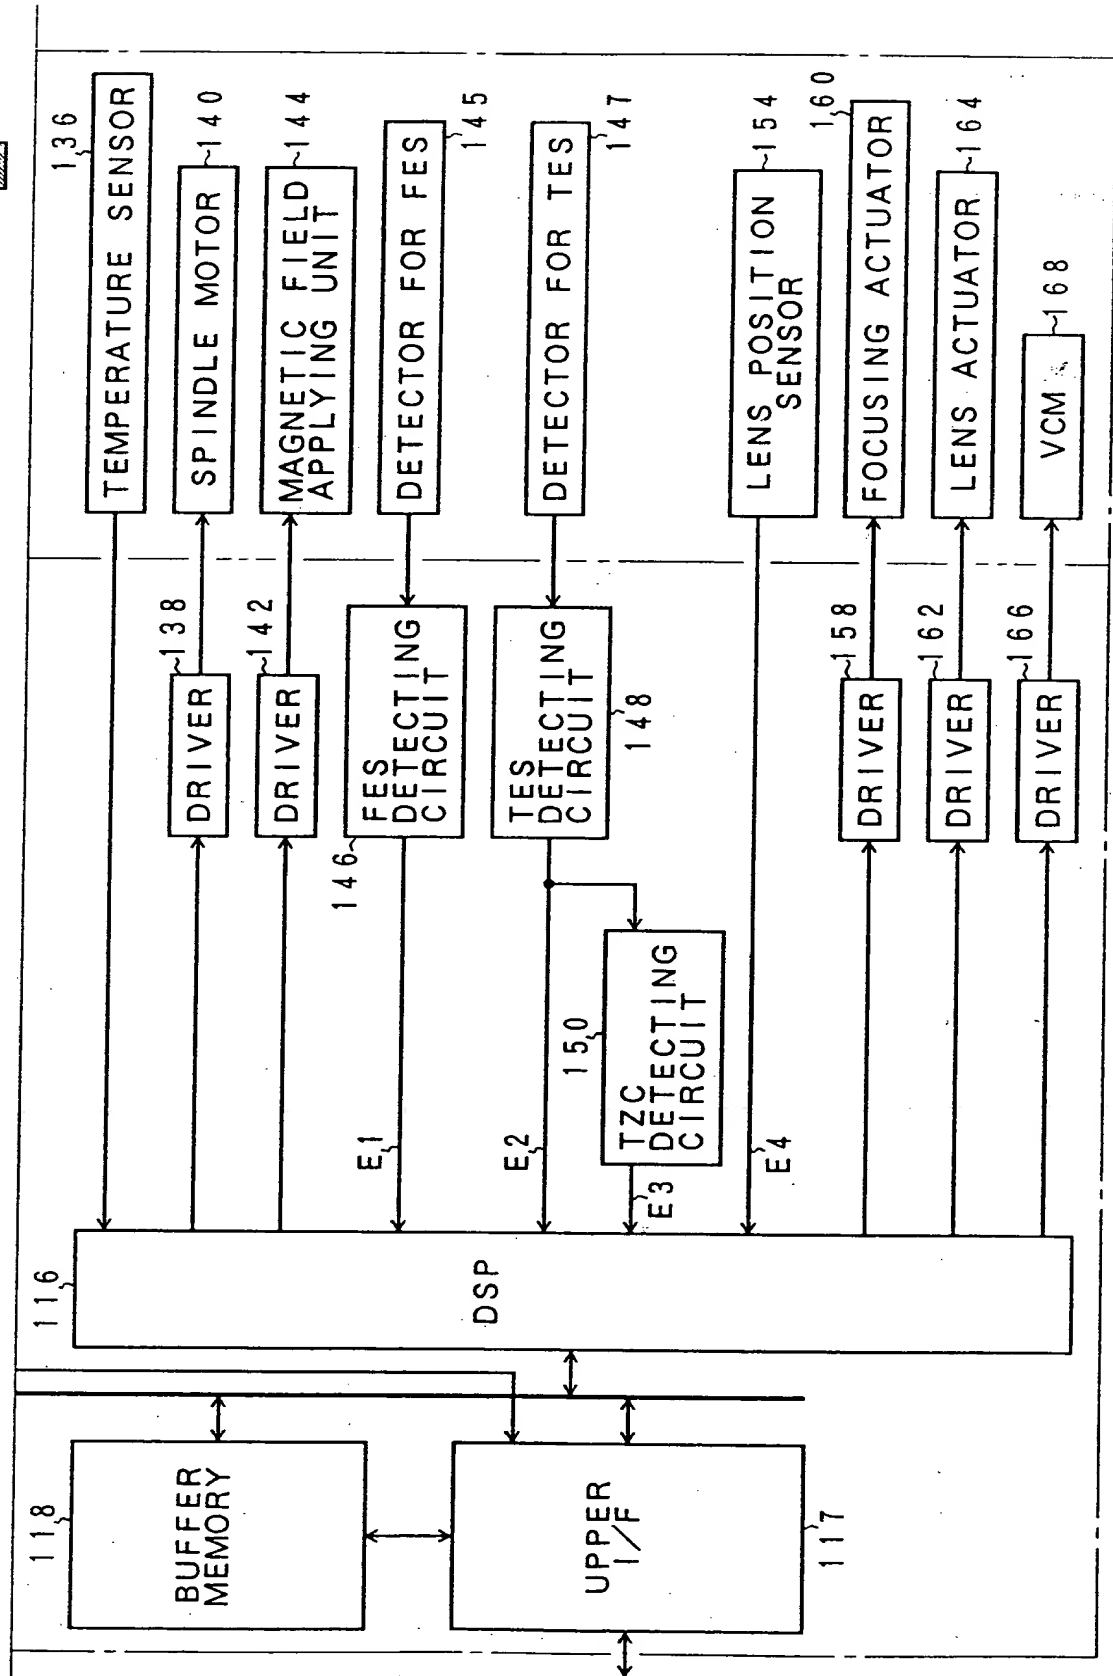 136
TEMPERATURE SENSOR
138
DRIVER
140
SPINDLE MOTOR
142
DRIVER
144
MAGNETIC FIELD
APPLYING UNIT
146
FES
DETECTING
CIRCUIT
E1
145
DETECTOR FOR FES
TES
DETECTING
CIRCUIT
148
E2
DETECTOR FOR TES
147
150
TZC
DETECTING
CIRCUIT
E3
LENS POSITION
SENSOR
154
E4
158
DRIVER
160
FOCUSING ACTUATOR
162
DRIVER
LENS ACTUATOR
164
166
DRIVER
VCM
168
116
DSP
118
BUFFER
MEMORY
UPPER
I/F
117